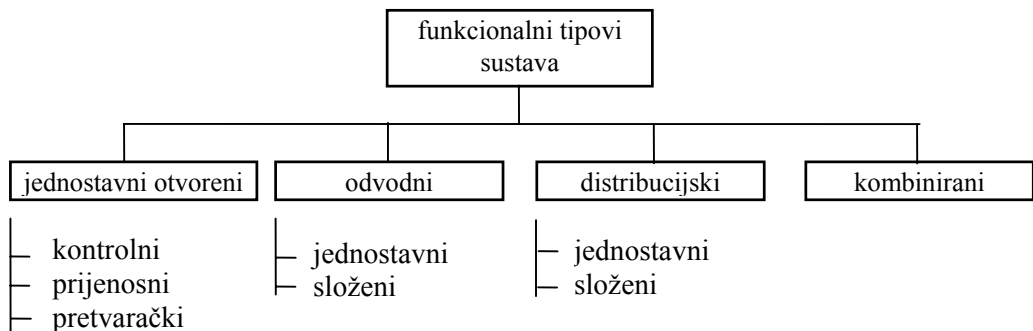 funkcionalni tipovi
sustava
jednostavni otvoreni
odvodni
distribucijski
kombinirani
kontrolni
prijenosni
pretvarački
jednostavni
složeni
jednostavni
složeni